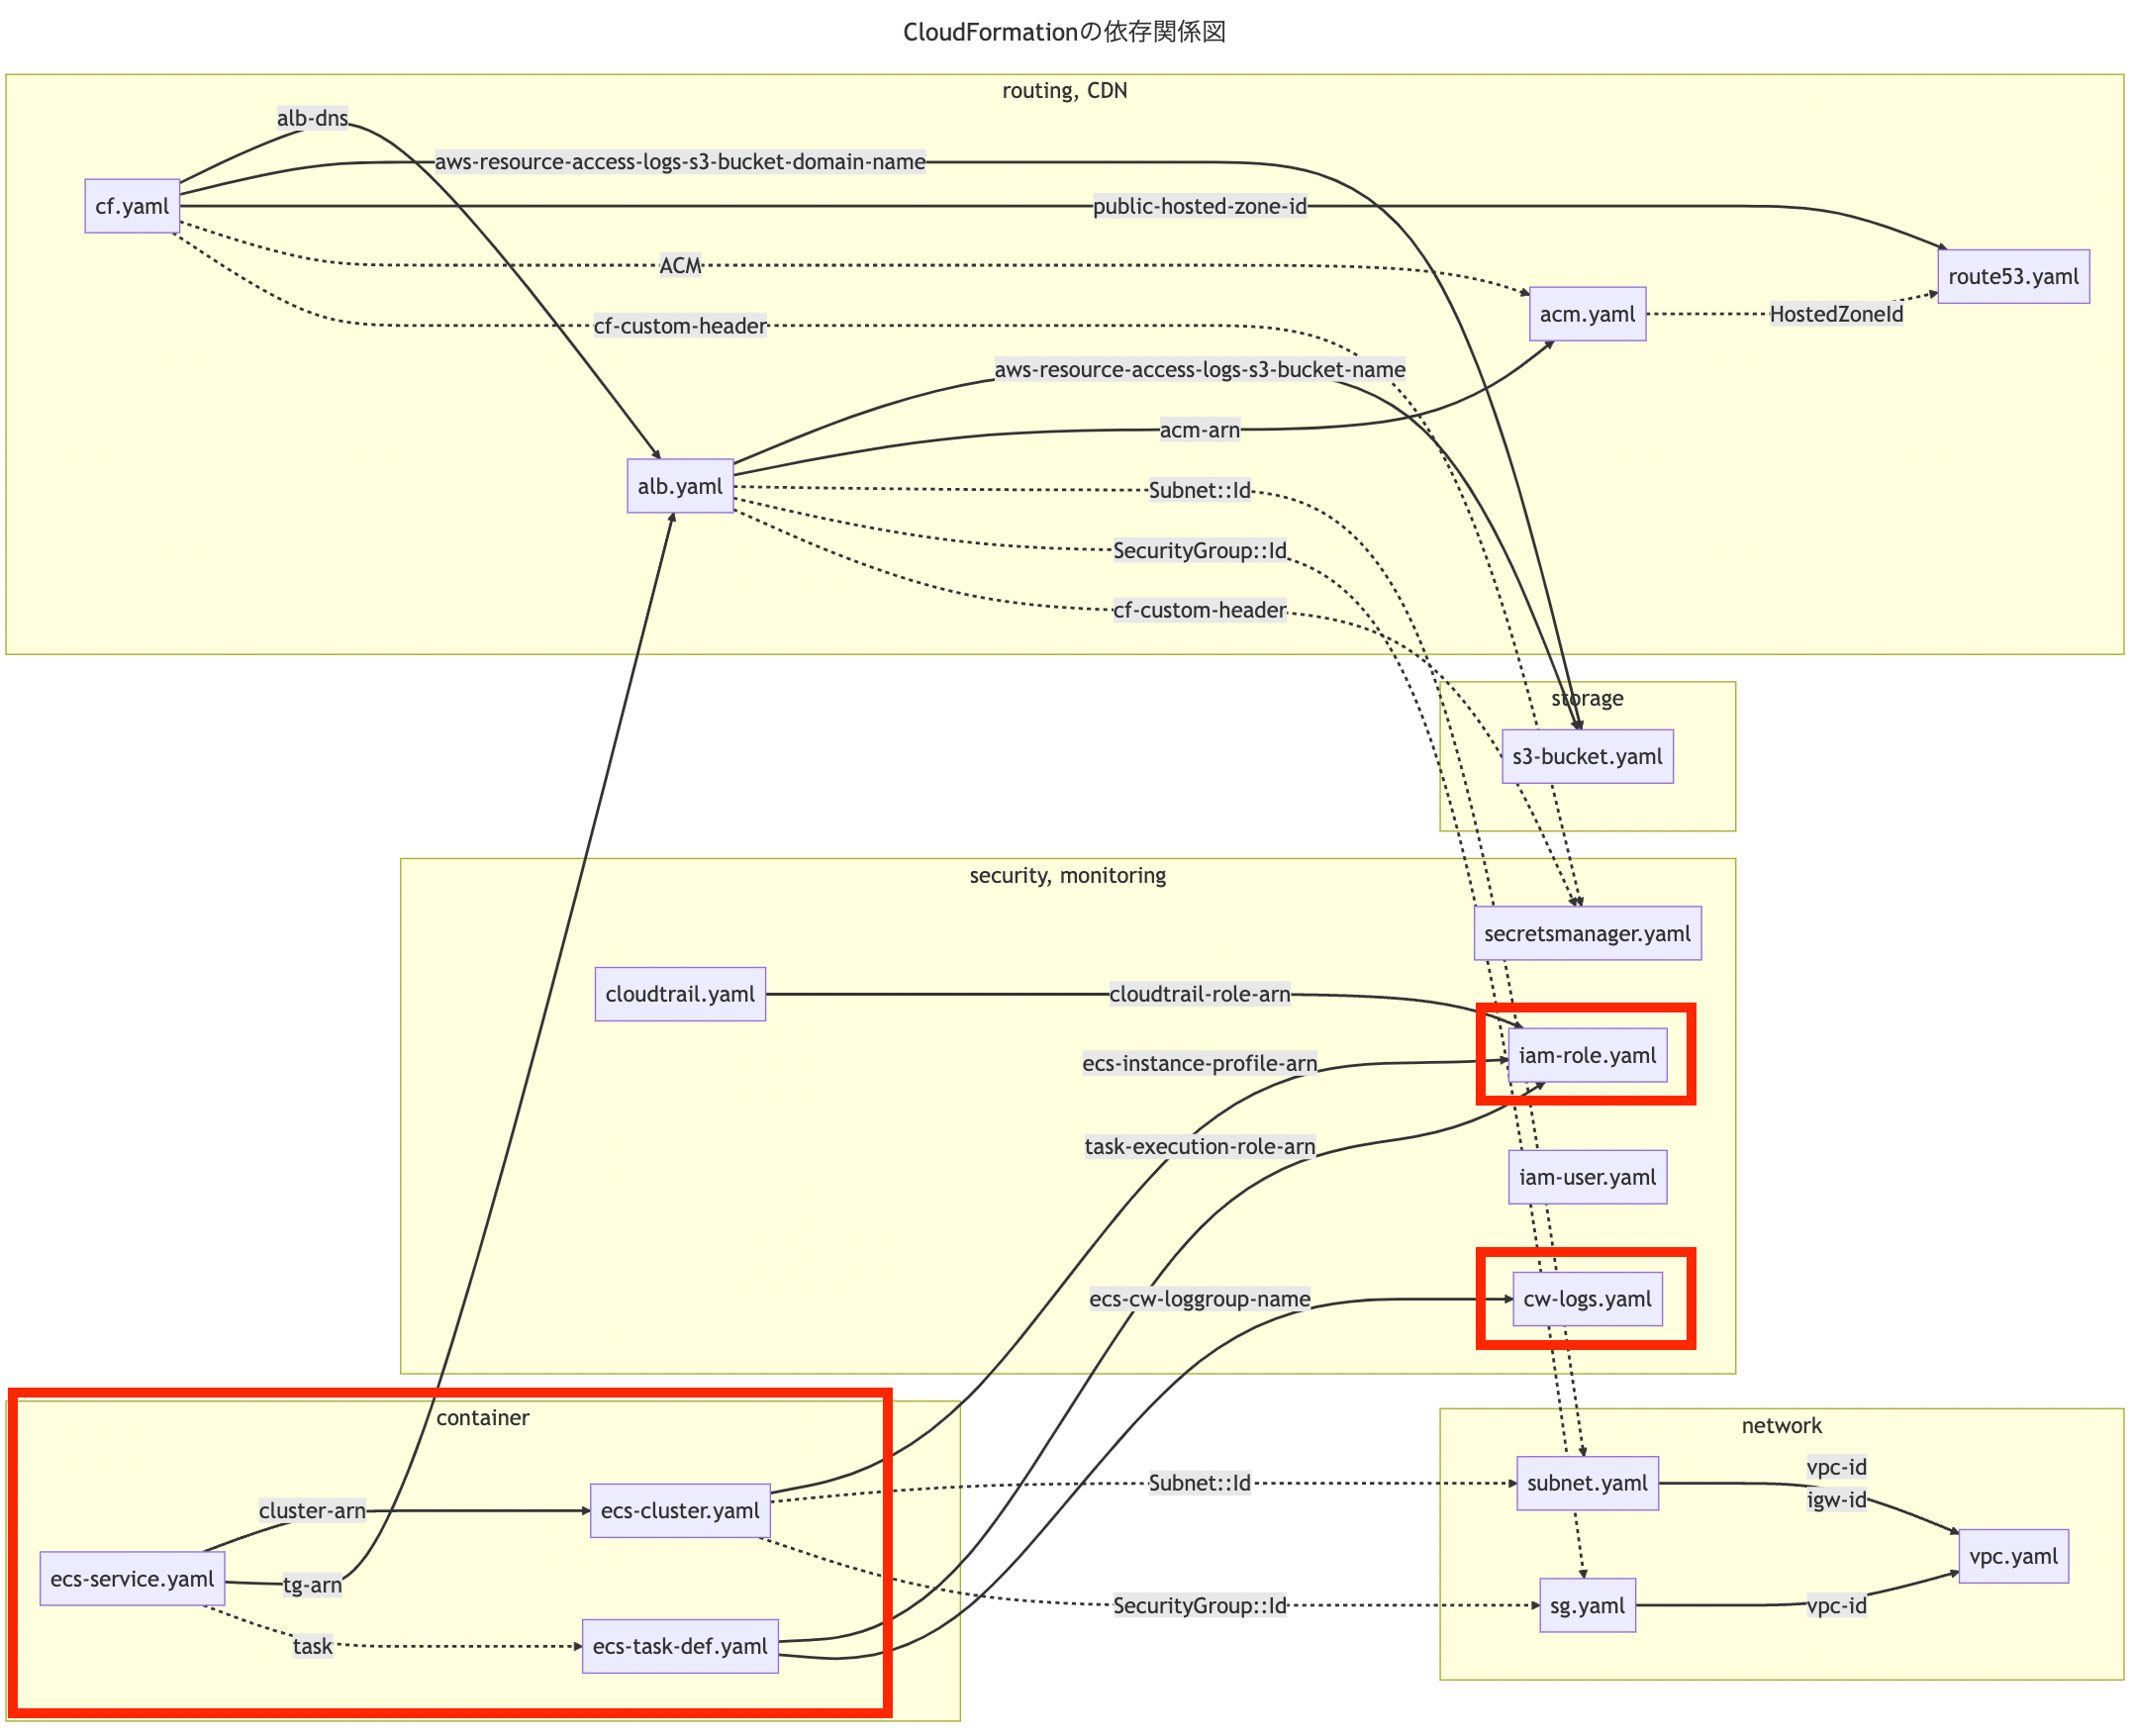 CloudFormationの依存関係図
routing, CDN
alb-dns
aws-resource-access-logs-s3-bucket-domain-name
cf.yaml
public-hosted-zone-id
ACM
route53.yaml
acm.yaml
HostedZoneId
cf-custom-header
aws-resource-access-logs-s3-bucket-name
acm-arn
alb.yaml
Subnet::Id
SecurityGroup::Id
cf-custom-header
storage
s3-bucket.yaml
security, monitoring
secretsmanager.yaml
cloudtrail.yaml
cloudtrail-role-arn
iam-role.yaml
ecs-instance-profile-arn
task-execution-role-arn
iam-user.yaml
ecs-cw-loggroup-name
cw-logs.yaml
container
network
cluster-arn
ecs-cluster.yaml
Subnet::Id
subnet.yaml
vpc-id
igw-id
vpc.yaml
ecs-service.yaml
tg-arn
SecurityGroup::Id
sg.yaml
vpc-id
task
ecs-task-def.yaml